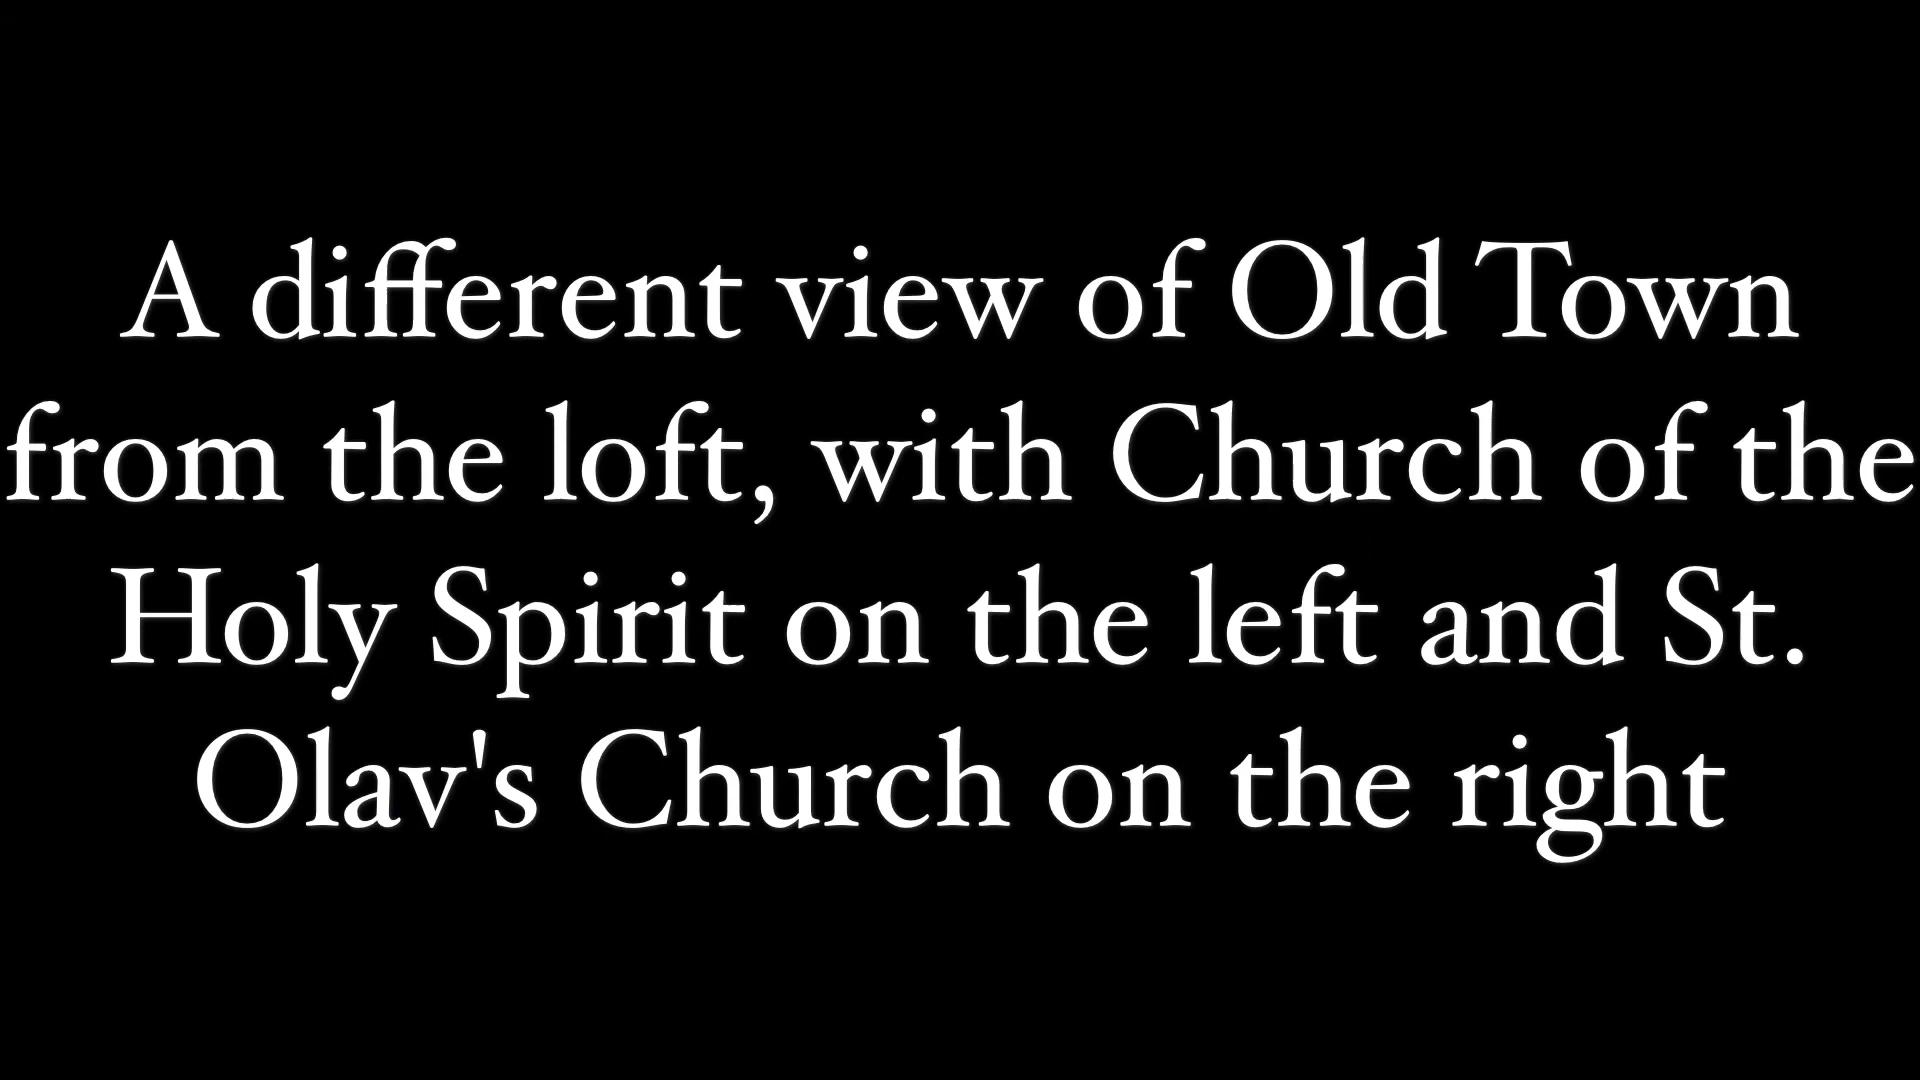 A different view of Old Town
from the loft, with Church of the
Holy Spirit on the left and St.
Olav's Church on the right